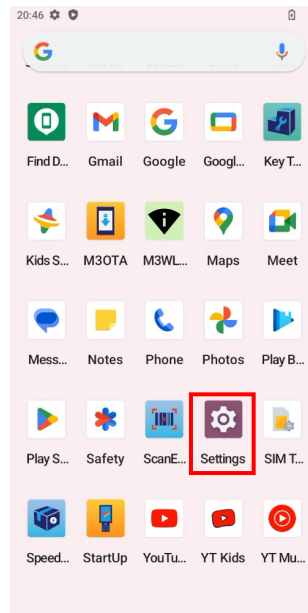 20:46
Find D... Gmail Google Googl... Key T...
Kids S... M3OTA M3WL... Maps Meet
Mess... Notes Phone Photos Play B...
Play S... Safety ScanE... Settings SIM T...
Speed... StartUp YouTu... YT Kids YT Mu...